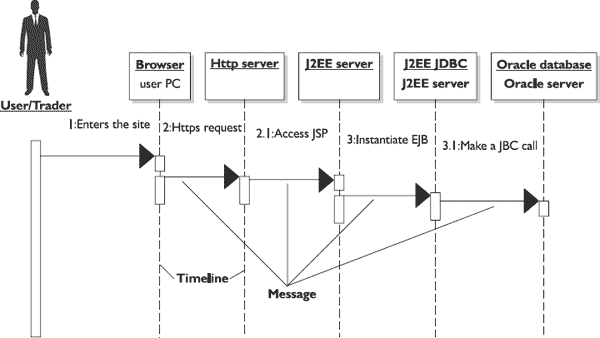 Browser
user PC
Http server
J2EE server
J2EE JDBC
J2EE server
Oracle database
Oracle server
User/Trader
1:Enters the site
2:Https request
2.1:Access JSP
3:Instantiate EJB
3.1:Make a JBC call
Timeline
Message